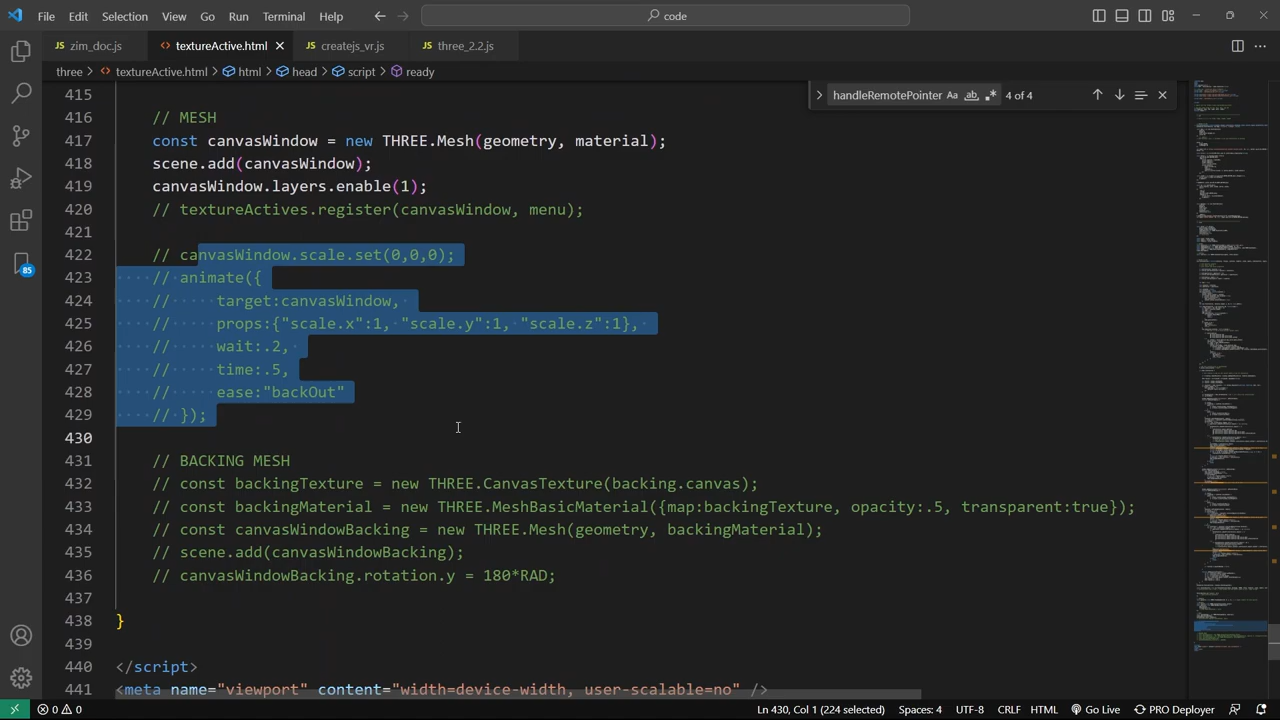 File Edit Selection View Go Run Terminal Help
code
zim_doc.js
textureActive.html
createjs_vr.js
three_2.2.js
three > textureActive.html > html > head > script > ready
handleRemotePoint
ab
4 of 4
415
416 // MESH
417 const canvasWindow = new THREE.Mesh(geometry, material);
418 scene.add(canvasWindow);
419 canvasWindow.layers.enable(1);
420 // textureActives.register(canvasWindow, menu);
421
422 // canvasWindow.scale.set(0,0,0);
423 // animate({
424 // target:canvasWindow,
425 // props:{"scale.x":1, "scale.y":1, "scale.z":1},
426 // wait:.2,
427 // time:.5,
428 // ease:"backOut"
429 // });
430
431 // BACKING MESH
432 // const backingTexture = new THREE.CanvasTexture(backing.canvas);
433 // const backingMaterial = new THREE.MeshBasicMaterial({map:backingTexture, opacity:.5, transparent:true});
434 // const canvasWindowBacking = new THREE.Mesh(geometry, backingMaterial);
435 // scene.add(canvasWindowBacking);
436 // canvasWindowBacking.rotation.y = 180*RAD;
437
438 }
439
440 </script>
441 <meta name="viewport" content="width=device-width, user-scalable=no" />
85
0 0
Ln 430, Col 1 (224 selected)
Spaces: 4
UTF-8
CRLF
HTML
Go Live
PRO Deployer